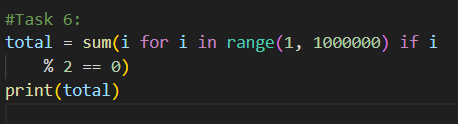 #Task 6:
total = sum(i for i in range(1, 1000000) if i
    % 2 == 0)
print(total)